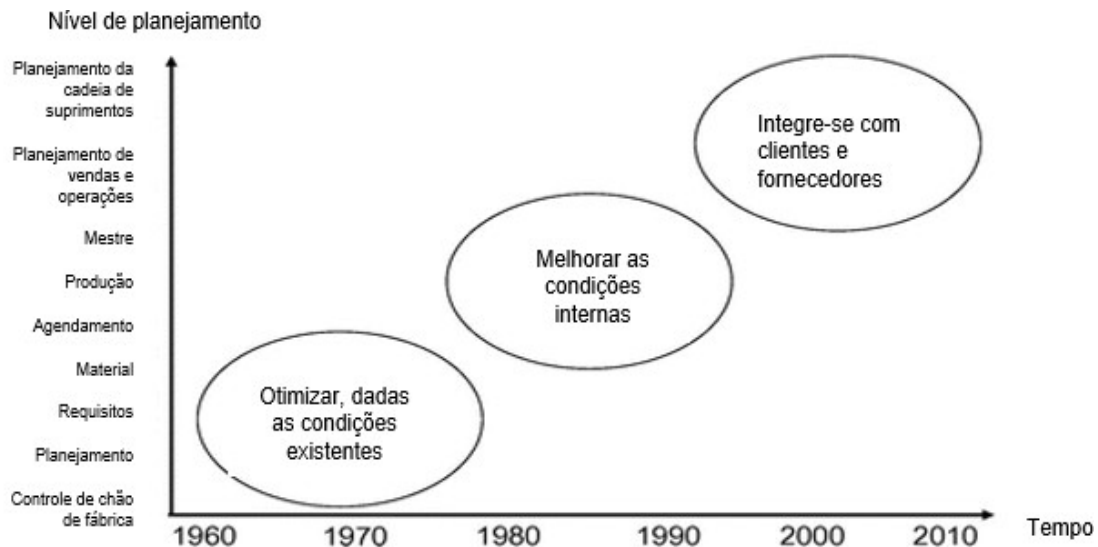 Nível de planejamento
Planejamento da
cadeia de
suprimentos
Planejamento de
vendas e
operações
Mestre
Produção
Agendamento
Material
Requisitos
Planejamento
Controle de chão
de fábrica
Integre-se com
clientes e
fornecedores
Melhorar as
condições
internas
Otimizar, dadas
as condições
existentes
1960 1970 1980 1990 2000 2010
Tempo